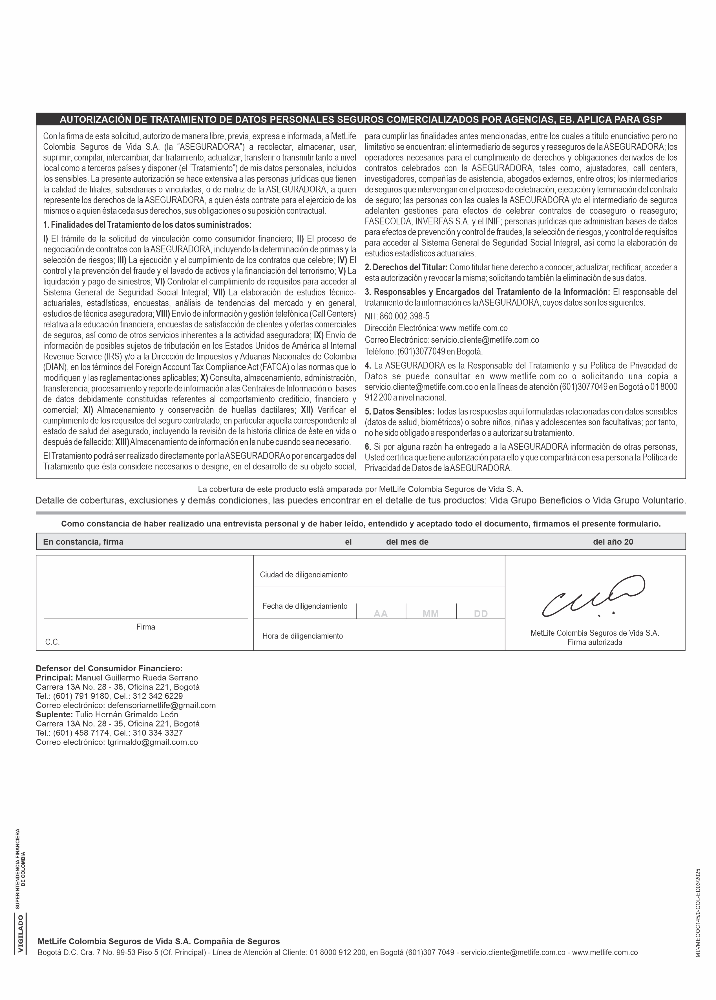 AUTORIZACIÓN DE TRATAMIENTO DE DATOS PERSONALES SEGUROS COMERCIALIZADOS POR AGENCIAS, EB. APLICA PARA GSP
Con la firma de esta solicitud, autorizo de manera libre, previa, expresa e informada, a MetLife
Colombia Seguros de Vida S.A. (la “ASEGURADORA”) a recolectar, almacenar, usar,
suprimir, compilar, intercambiar, dar tratamiento, actualizar, transferir o transmitir tanto a nivel
local como a terceros países y disponer (el “Tratamiento”) de mis datos personales, incluidos
los sensibles. La presente autorización se hace extensiva a las personas jurídicas que tienen
la calidad de filiales, subsidiarias o vinculadas, o de matriz de la ASEGURADORA, a quien
represente los derechos de la ASEGURADORA, a quien ésta contrate para el ejercicio de los
mismos o a quien ésta ceda sus derechos, sus obligaciones o su posición contractual.
1. Finalidades del Tratamiento de los datos suministrados:
I) El trámite de la solicitud de vinculación como consumidor financiero; II) El proceso de
negociación de contratos con la ASEGURADORA, incluyendo la determinación de primas y la
selección de riesgos; III) La ejecución y el cumplimiento de los contratos que celebre; IV) El
control y la prevención del fraude y el lavado de activos y la financiación del terrorismo; V) La
liquidación y pago de siniestros; VI) Controlar el cumplimiento de requisitos para acceder al
Sistema General de Seguridad Social Integral; VII) La elaboración de estudios técnico-
actuariales, estadísticas, encuestas, análisis de tendencias del mercado y en general,
estudios de técnica aseguradora; VIII) Envío de información y gestión telefónica (Call Centers)
relativa a la educación financiera, encuestas de satisfacción de clientes y ofertas comerciales
de seguros, así como de otros servicios inherentes a la actividad aseguradora; IX) Envío de
información de posibles sujetos de tributación en los Estados Unidos de América al Internal
Revenue Service (IRS) y/o a la Dirección de Impuestos y Aduanas Nacionales de Colombia
(DIAN), en los términos del Foreign Account Tax Compliance Act (FATCA) o las normas que lo
modifiquen y las reglamentaciones aplicables; X) Consulta, almacenamiento, administración,
transferencia, procesamiento y reporte de información a las Centrales de Información o bases
de datos debidamente constituidas referentes al comportamiento crediticio, financiero y
comercial; XI) Almacenamiento y conservación de huellas dactilares; XII) Verificar el
cumplimiento de los requisitos del seguro contratado, en particular aquella correspondiente al
estado de salud del asegurado, incluyendo la revisión de la historia clínica de éste en vida o
después de fallecido; XIII) Almacenamiento de información en la nube cuando sea necesario.
El Tratamiento podrá ser realizado directamente por la ASEGURADORA o por encargados del
Tratamiento que ésta considere necesarios o designe, en el desarrollo de su objeto social,
para cumplir las finalidades antes mencionadas, entre los cuales a título enunciativo pero no
limitativo se encuentran: el intermediario de seguros y reaseguros de la ASEGURADORA; los
operadores necesarios para el cumplimiento de derechos y obligaciones derivados de los
contratos celebrados con la ASEGURADORA, tales como, ajustadores, call centers,
investigadores, compañías de asistencia, abogados externos, entre otros; los intermediarios
de seguros que intervengan en el proceso de celebración, ejecución y terminación del contrato
de seguro; las personas con las cuales la ASEGURADORA y/o el intermediario de seguros
adelanten gestiones para efectos de celebrar contratos de coaseguro o reaseguro;
FASECOLDA, INVERFAS S.A. y el INIF; personas jurídicas que administran bases de datos
para efectos de prevención y control de fraudes, la selección de riesgos, y control de requisitos
para acceder al Sistema General de Seguridad Social Integral, así como la elaboración de
estudios estadísticos actuariales.
2. Derechos del Titular: Como titular tiene derecho a conocer, actualizar, rectificar, acceder a
esta autorización y revocar la misma; solicitando también la eliminación de sus datos.
3. Responsables y Encargados del Tratamiento de la Información: El responsable del
tratamiento de la información es la ASEGURADORA, cuyos datos son los siguientes:
NIT: 860.002.398-5
Dirección Electrónica: www.metlife.com.co
Correo Electrónico: servicio.cliente@metlife.com.co
Teléfono: (601)3077049 en Bogotá.
4. La ASEGURADORA es la Responsable del Tratamiento y su Política de Privacidad de
Datos se puede consultar en www.metlife.com.co o solicitando una copia a
servicio.cliente@metlife.com.co o en la líneas de atención (601)3077049 en Bogotá o 01 8000
912 200 a nivel nacional.
5. Datos Sensibles: Todas las respuestas aquí formuladas relacionadas con datos sensibles
(datos de salud, biométricos) o sobre niños, niñas y adolescentes son facultativas; por tanto,
no he sido obligado a responderlas o a autorizar su tratamiento.
6. Si por alguna razón ha entregado a la ASEGURADORA información de otras personas,
Usted certifica que tiene autorización para ello y que compartirá con esa persona la Política de
Privacidad de Datos de la ASEGURADORA.
La cobertura de este producto está amparada por MetLife Colombia Seguros de Vida S. A.
Detalle de coberturas, exclusiones y demás condiciones, las puedes encontrar en el detalle de tus productos: Vida Grupo Beneficios o Vida Grupo Voluntario.
Como constancia de haber realizado una entrevista personal y de haber leído, entendido y aceptado todo el documento, firmamos el presente formulario.
En constancia, firma el del mes de del año 20
Firma
C.C.
Ciudad de diligenciamiento
Fecha de diligenciamiento AA MM DD
Hora de diligenciamiento
MetLife Colombia Seguros de Vida S.A.
Firma autorizada
Defensor del Consumidor Financiero:
Principal: Manuel Guillermo Rueda Serrano
Carrera 13A No. 28 - 38, Oficina 221, Bogotá
Tel.: (601) 791 9180, Cel.: 312 342 6229
Correo electrónico: defensoriametlife@gmail.com
Suplente: Tulio Hernán Grimaldo León
Carrera 13A No. 28 - 35, Oficina 221, Bogotá
Tel.: (601) 458 7174, Cel.: 310 334 3327
Correo electrónico: tgrimaldo@gmail.com.co
VIGILADO SUPERINTENDENCIA FINANCIERA
DE COLOMBIA
MLVMEOOC145/0-COL-ED03/2025
MetLife Colombia Seguros de Vida S.A. Compañía de Seguros
Bogotá D.C. Cra. 7 No. 99-53 Piso 5 (Of. Principal) - Línea de Atención al Cliente: 01 8000 912 200, en Bogotá (601)307 7049 - servicio.cliente@metlife.com.co - www.metlife.com.co